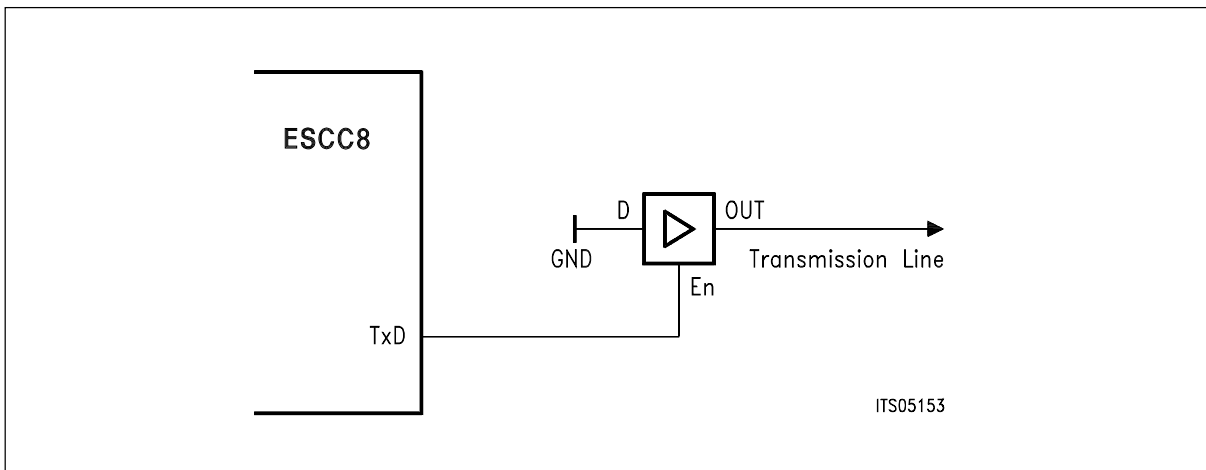 ESCC8
D
OUT
GND
Transmission Line
En
TxD
ITS05153